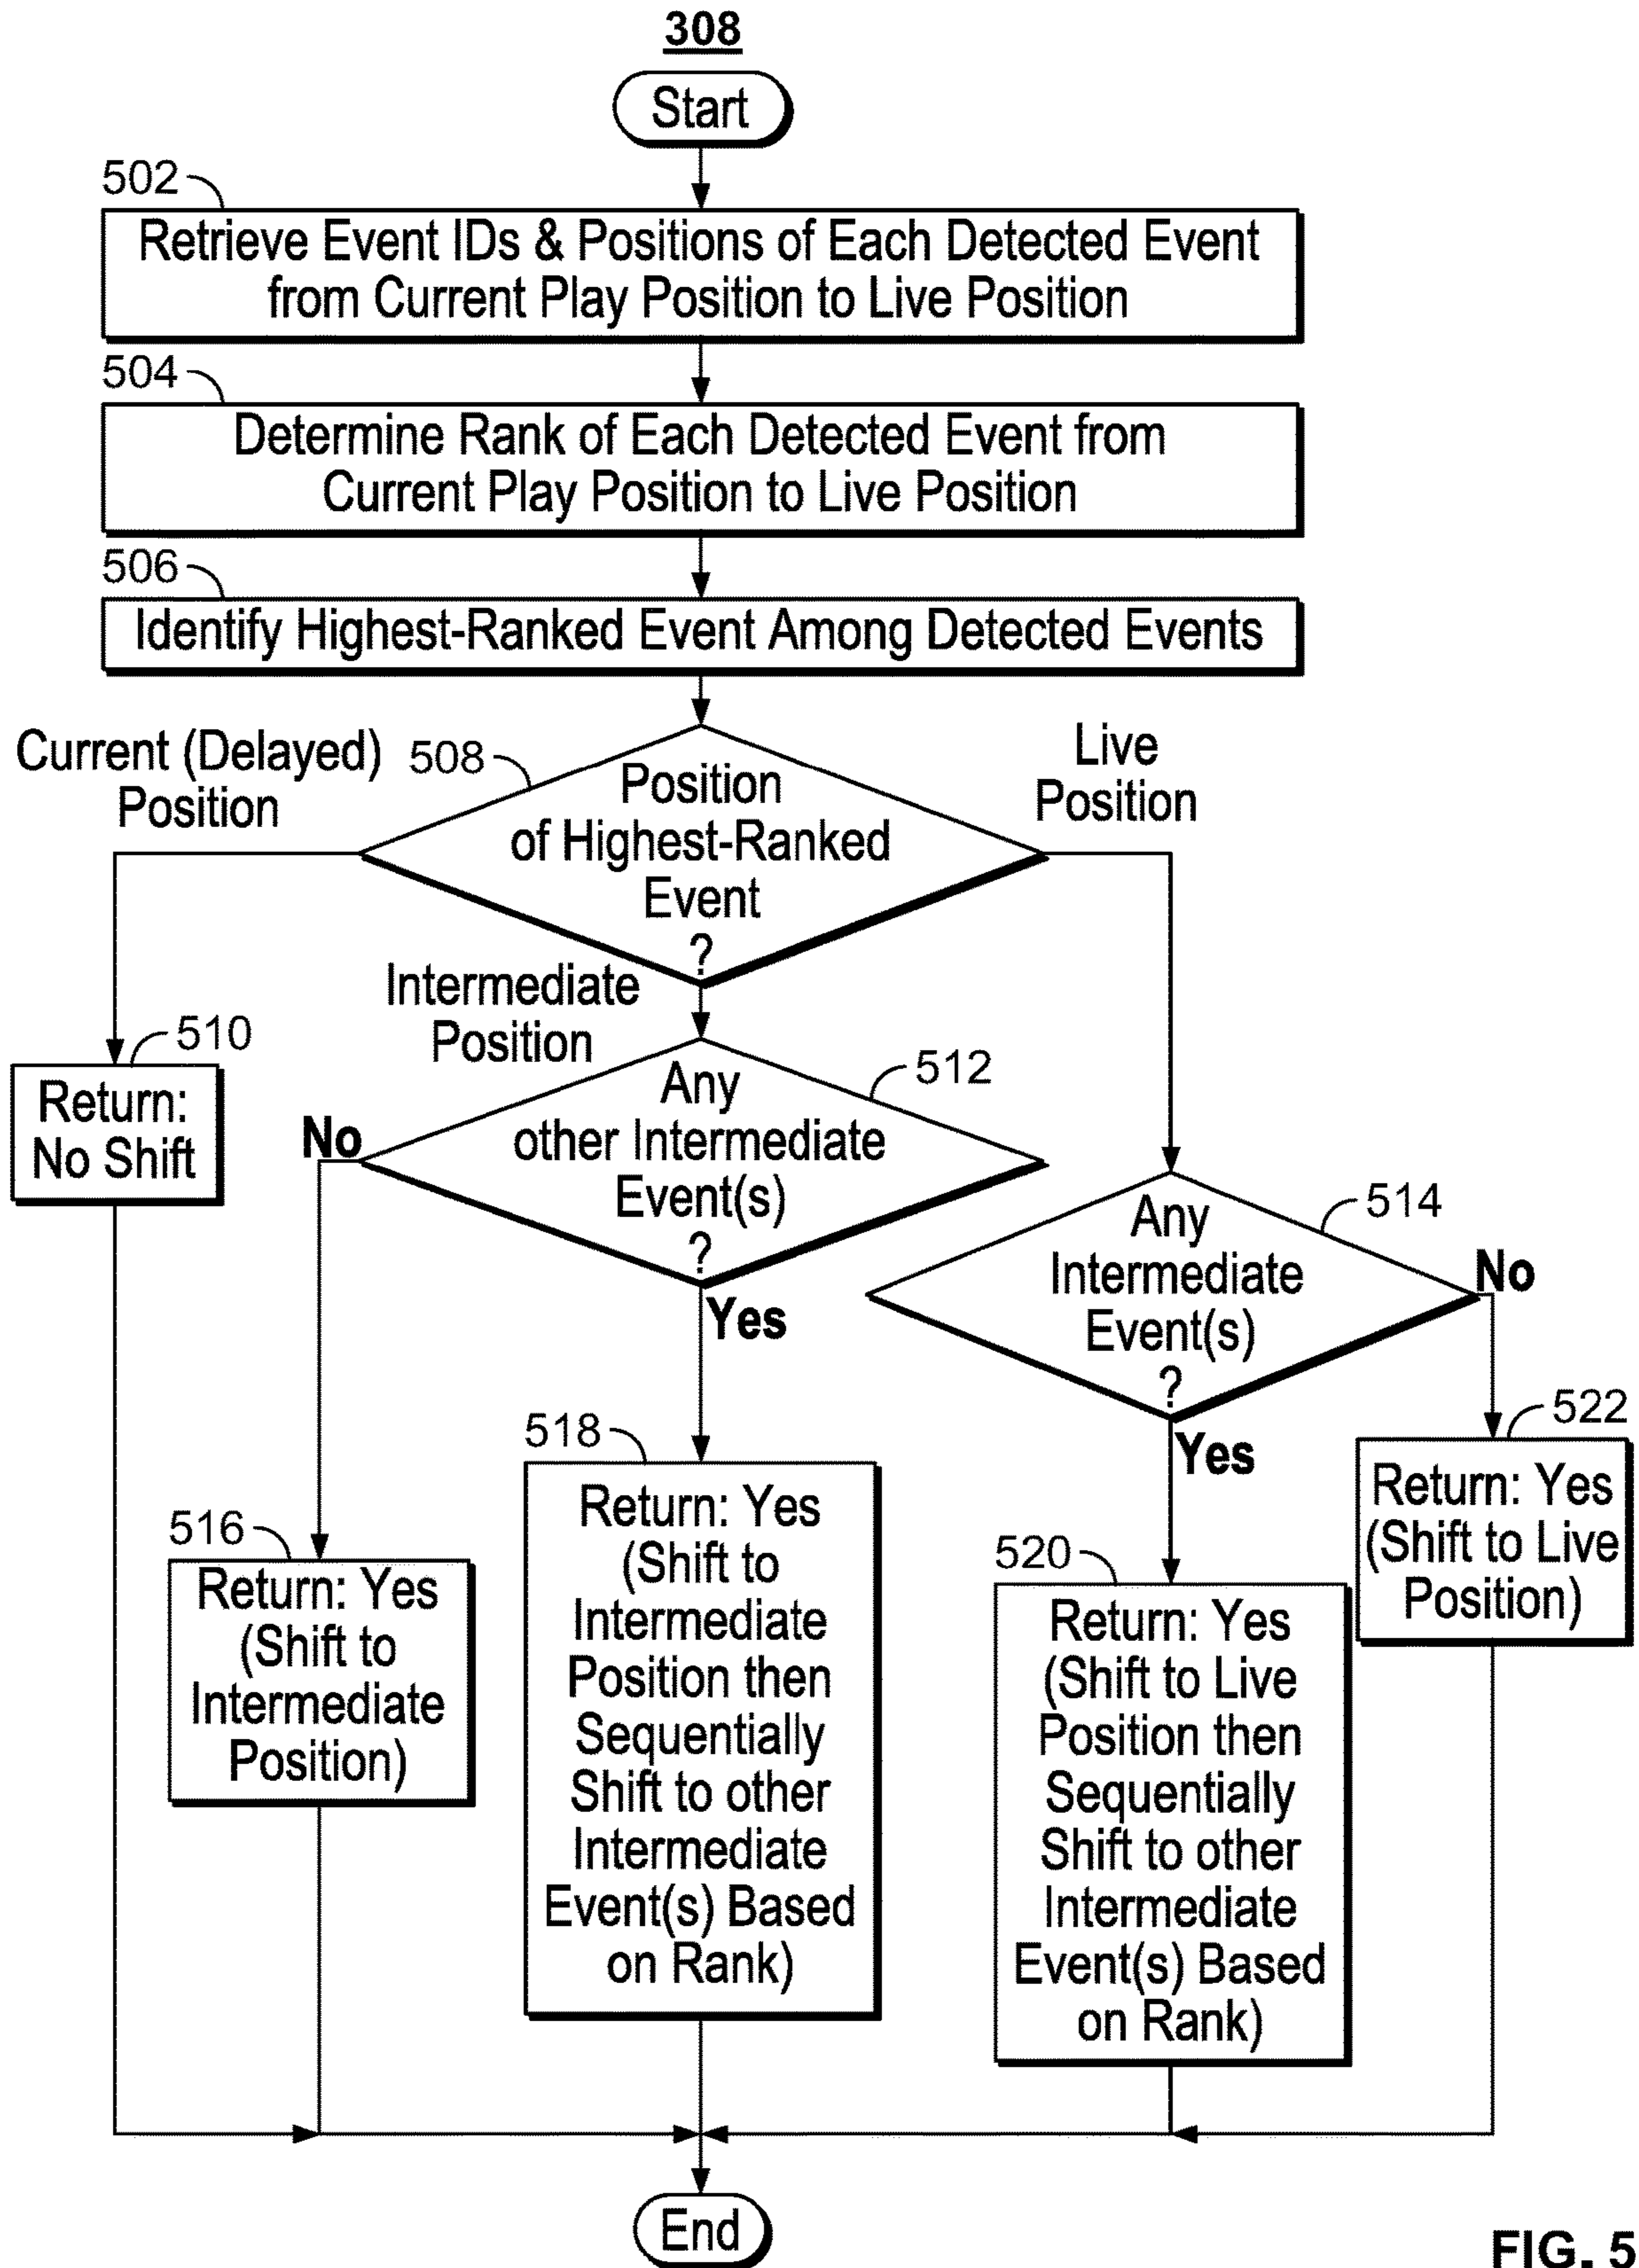 308
Start
502
Retrieve Event IDs & Positions of Each Detected Event
from Current Play Position to Live Position
504
Determine Rank of Each Detected Event from
Current Play Position to Live Position
506
Identify Highest-Ranked Event Among Detected Events
Current (Delayed)
Position
508
Position
of Highest-Ranked
Event
?
Live
Position
Intermediate
Position
510
Return:
No Shift
512
Any
other Intermediate
Event(s)
?
No
Yes
514
Any
Intermediate
Event(s)
?
No
Yes
516
Return: Yes
(Shift to
Intermediate
Position)
518
Return: Yes
(Shift to
Intermediate
Position then
Sequentially
Shift to other
Intermediate
Event(s) Based
on Rank)
520
Return: Yes
(Shift to Live
Position then
Sequentially
Shift to other
Intermediate
Event(s) Based
on Rank)
522
Return: Yes
(Shift to Live
Position)
End
FIG. 5